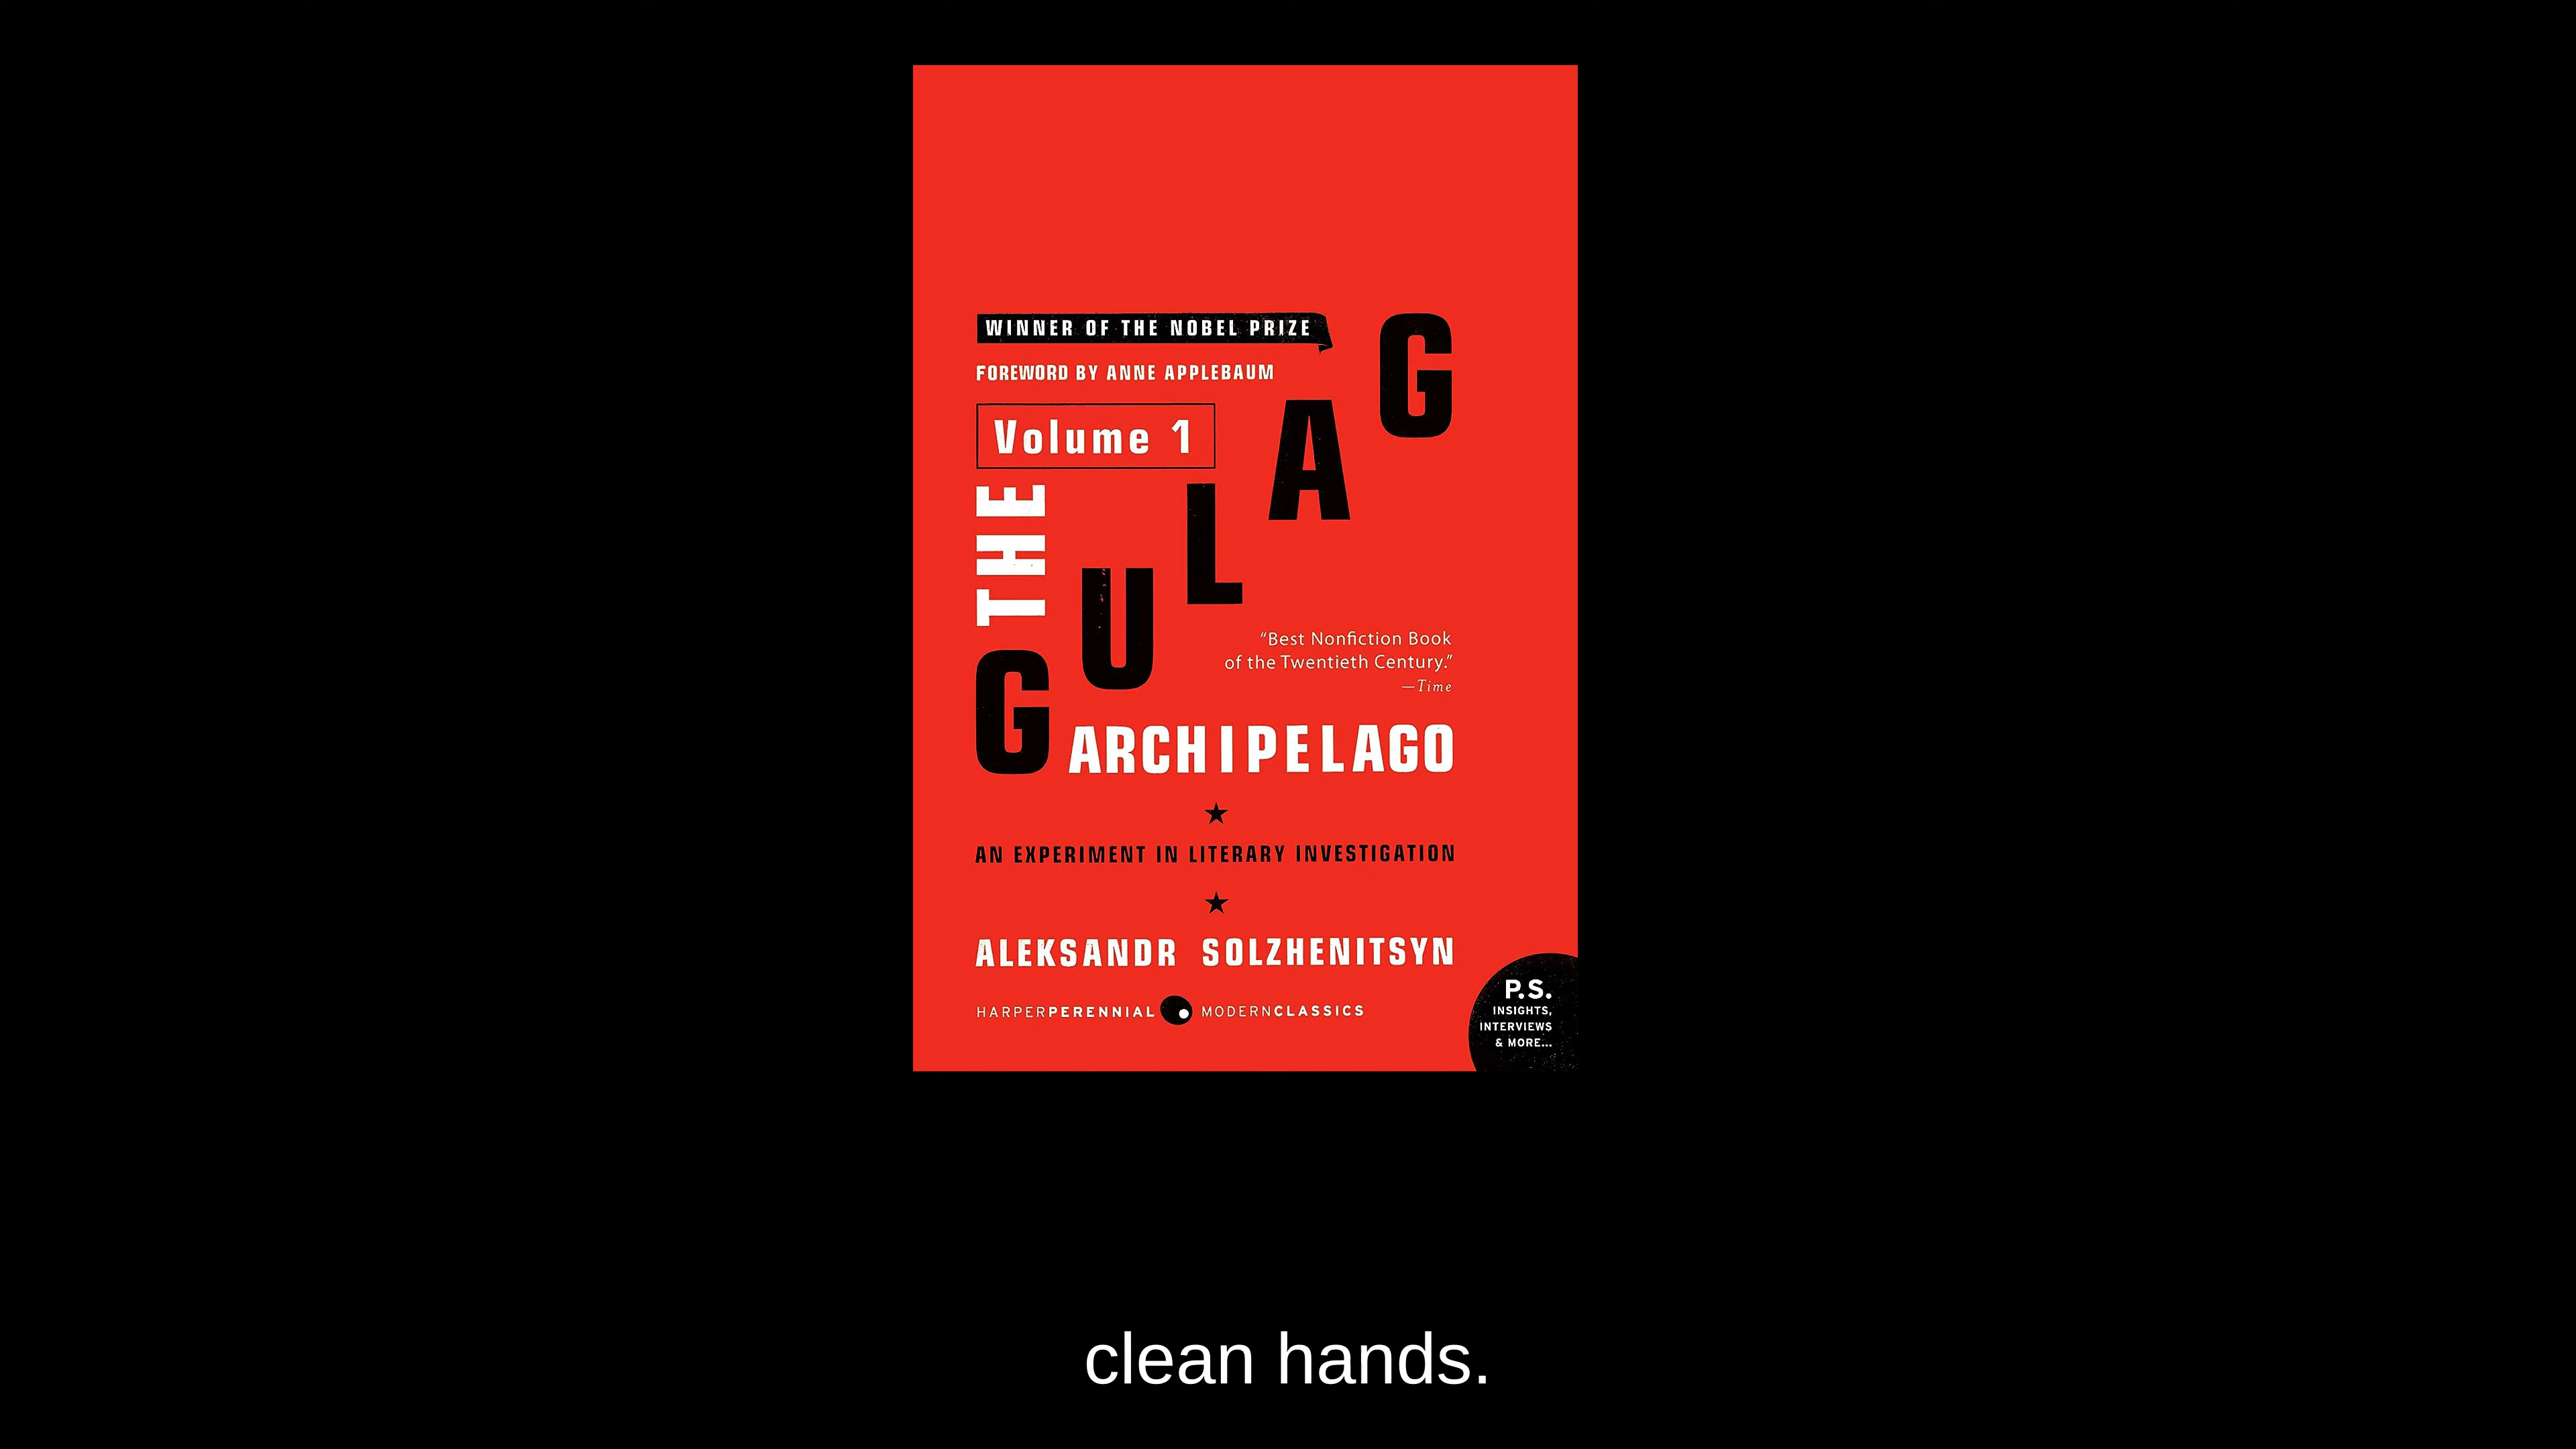 WINNER OF THE NOBEL PRIZE
FOREWORD BY ANNE APPLEBAUM
Volume 1
THE
GULAG
"Best Nonfiction Book
of the Twentieth Century."
—Time
ARCHIPELAGO
AN EXPERIMENT IN LITERARY INVESTIGATION
ALEKSANDR SOLZHENITSYN
HARPERPERENNIAL MODERNCLASSICS
P.S.
INSIGHTS,
INTERVIEWS
& MORE...
clean hands.